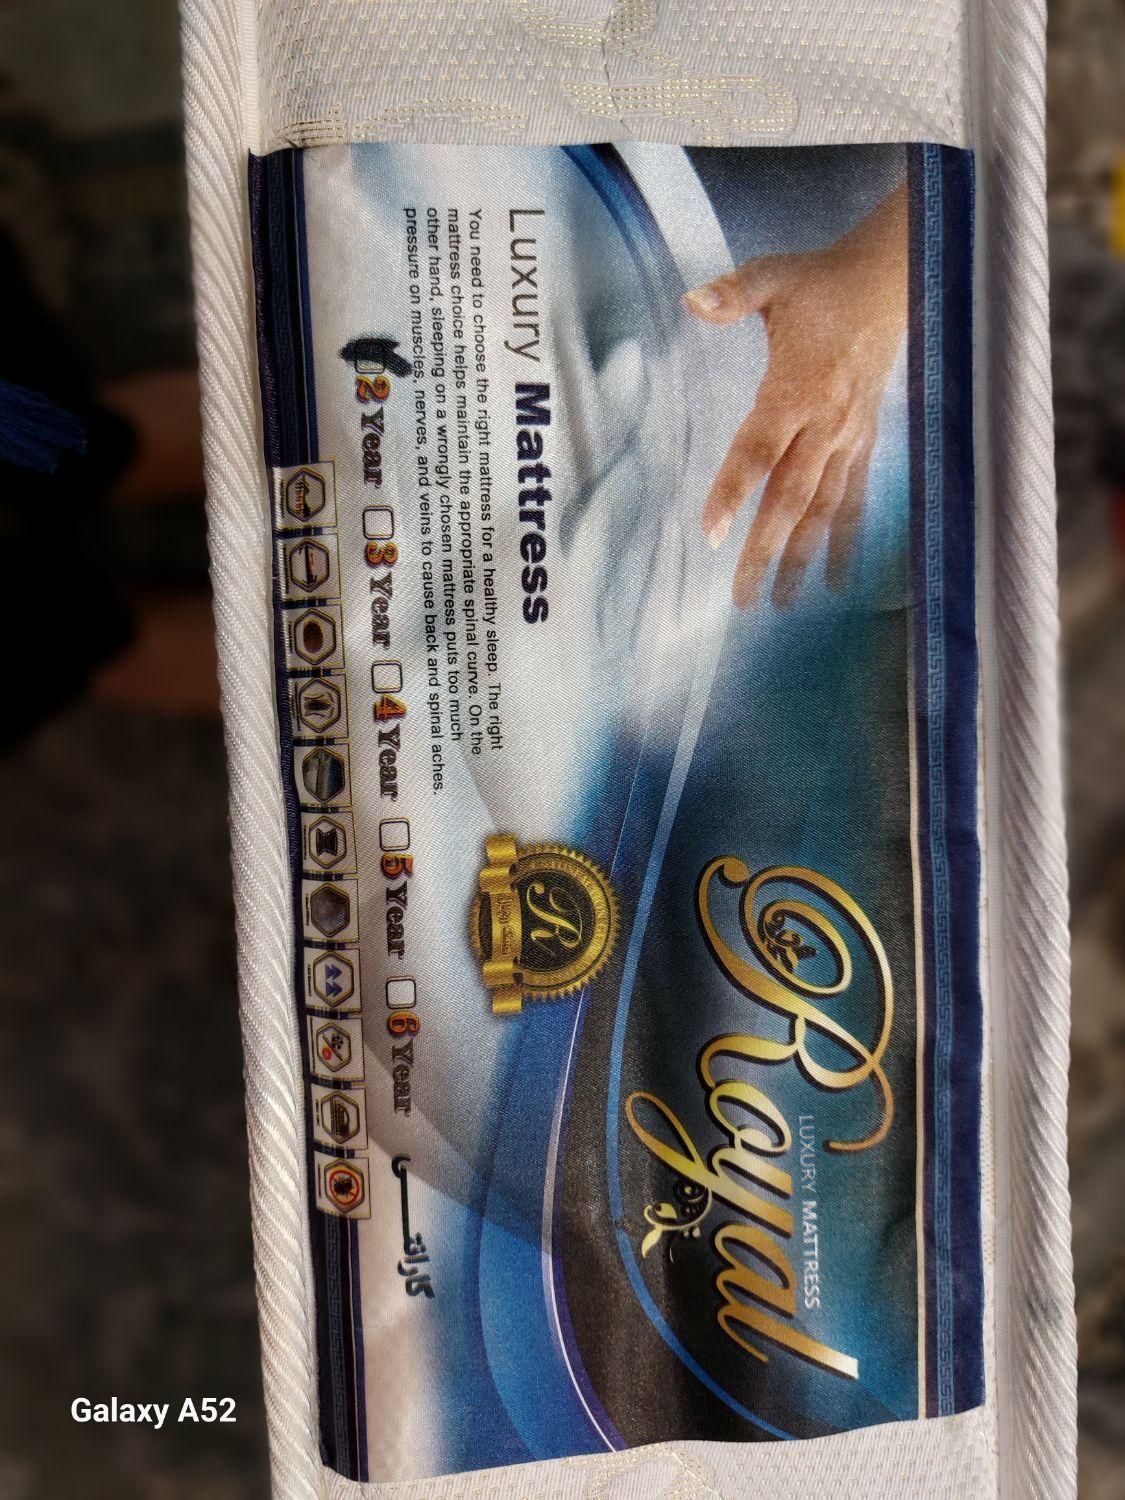 Royal
LUXURY MATTRESS
Luxury Mattress
You need to choose the right mattress for a healthy sleep. The right
mattress choice helps maintain the appropriate spinal curve. On the
other hand, sleeping on a wrongly chosen mattress puts too much
pressure on muscles, nerves, and veins to cause back and spinal aches.
R
2 Year 3 Year 4 Year 5 Year 6 Year گارانتــی
Galaxy A52